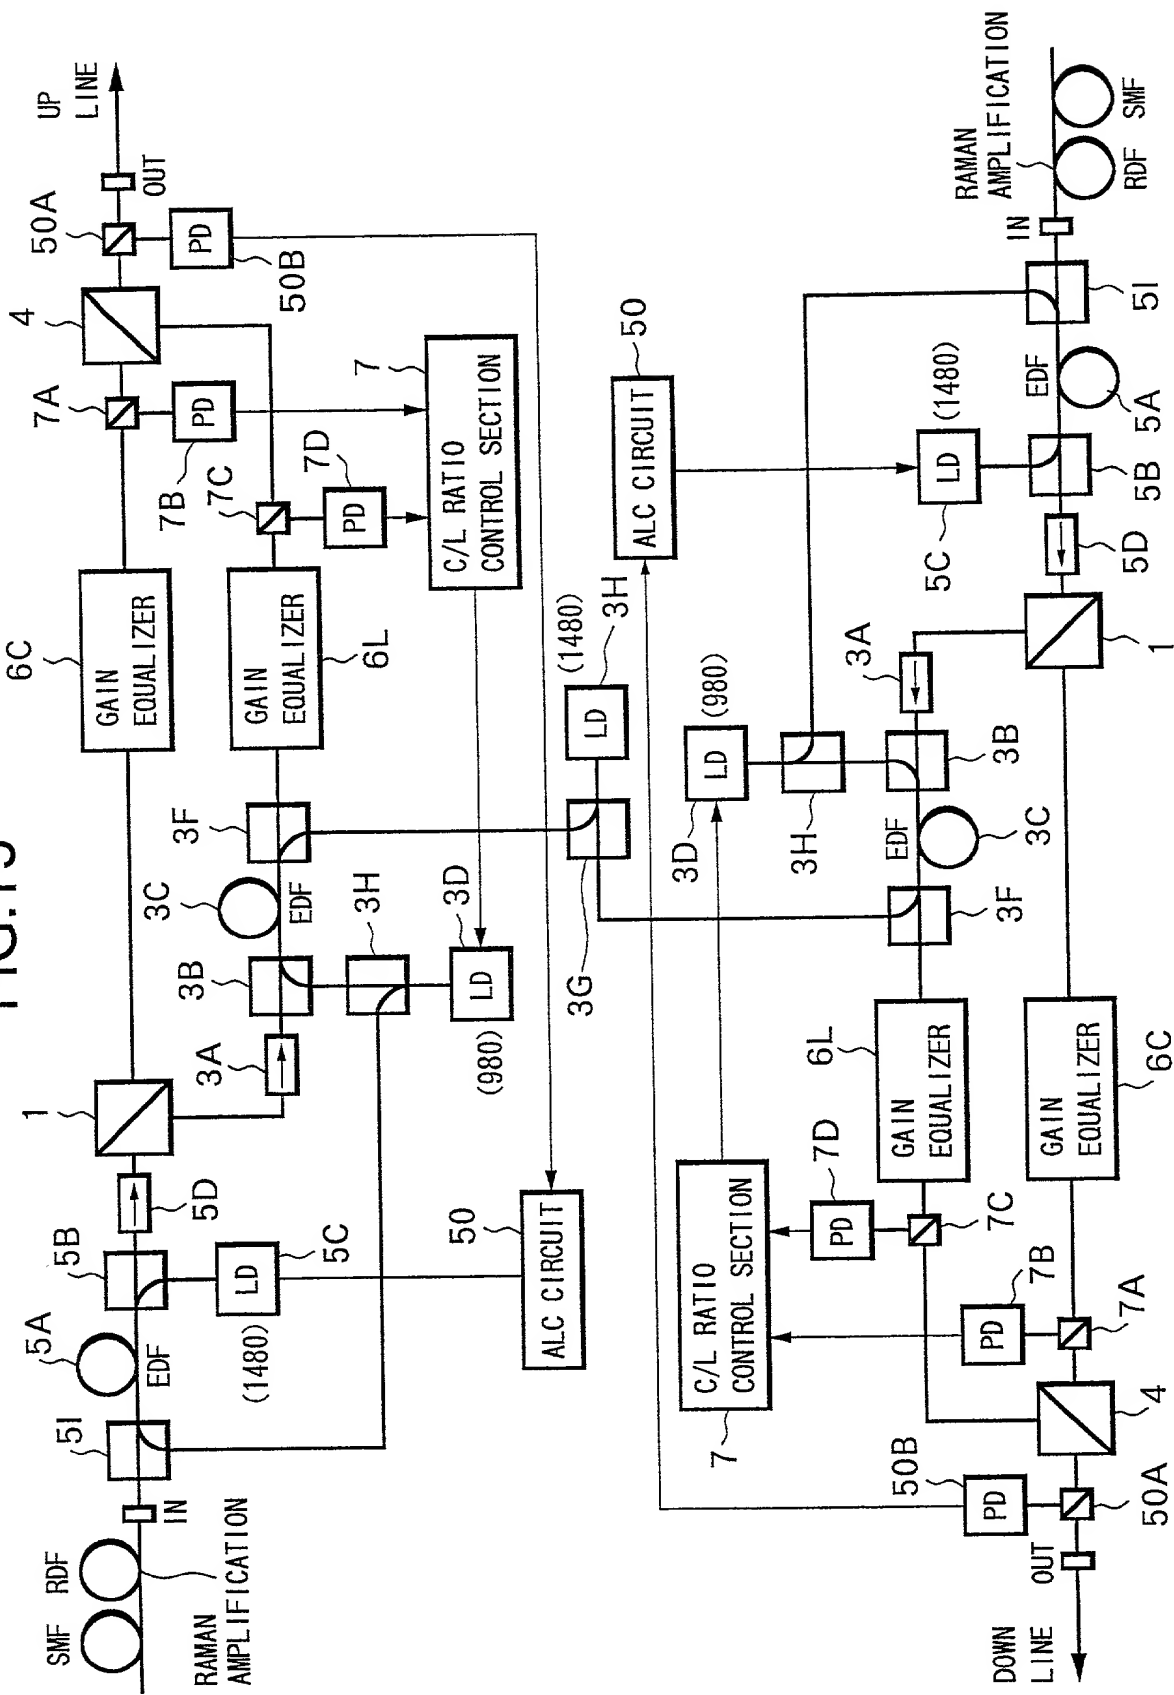 SMF
RDF
RAMAN
AMPLIFICATION
IN
5I
5A
EDF
5B
5D
1
(1480)
LD
5C
3A
3B
3C
EDF
3F
3H
(980)
LD
3D
6C
GAIN
EQUALIZER
GAIN
EQUALIZER
6L
7A
PD
7B
7C
7D
PD
7
C/L RATIO
CONTROL SECTION
4
50A
PD
50B
OUT
UP
LINE
50
ALC CIRCUIT
3G
LD
(1480)
3H
50
ALC CIRCUIT
RAMAN
AMPLIFICATION
IN
RDF
SMF
5I
EDF
5A
5B
LD
(1480)
5C
5D
1
3A
3B
3H
LD
(980)
3D
EDF
3C
3F
6L
GAIN
EQUALIZER
GAIN
EQUALIZER
6C
7D
PD
7C
7B
PD
7A
C/L RATIO
CONTROL SECTION
7
4
50B
PD
50A
OUT
DOWN
LINE